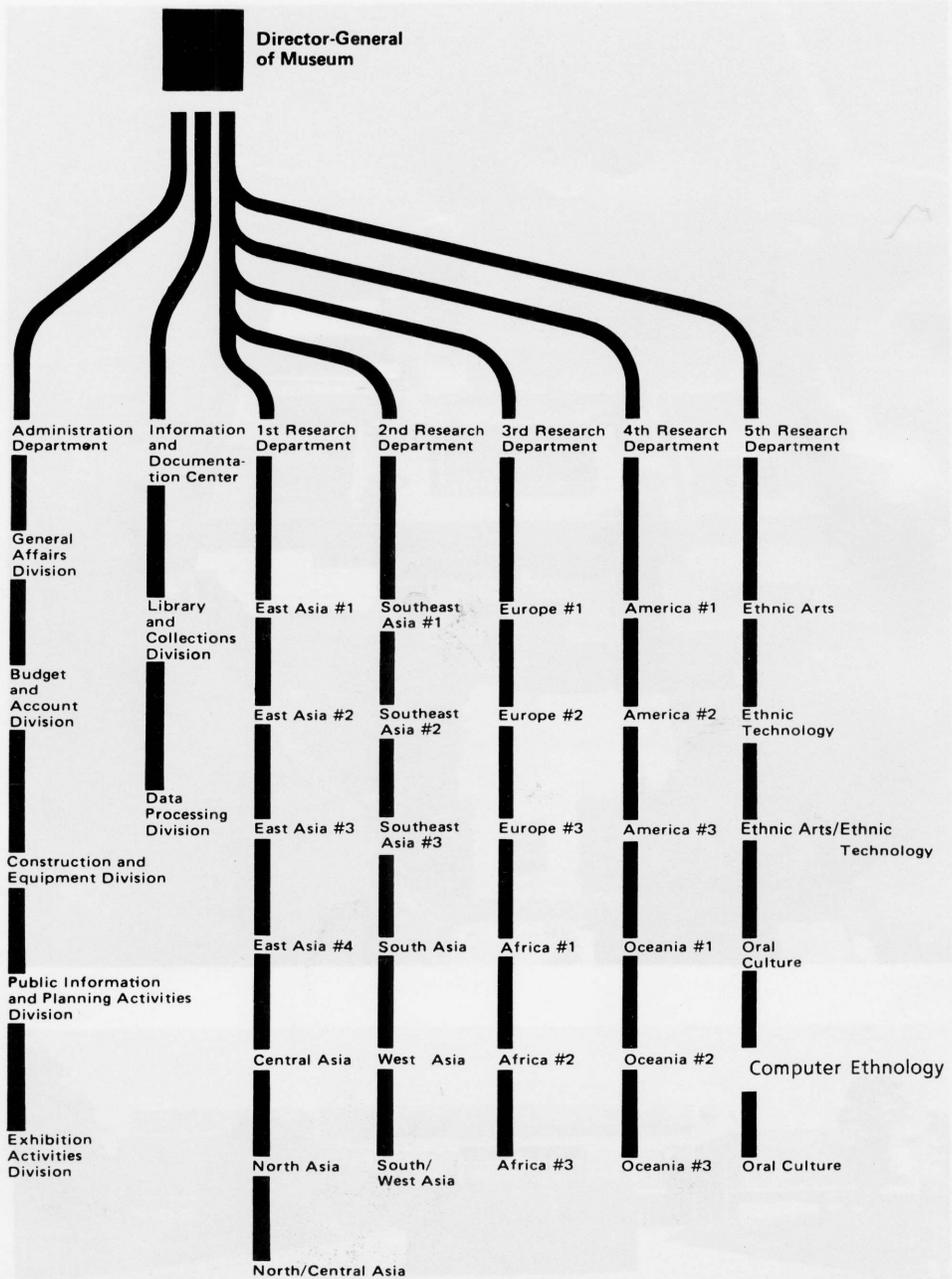 Director-General
of Museum
Administration
Department
General
Affairs
Division
Budget
and
Account
Division
Construction and
Equipment Division
Public Information
and Planning Activities
Division
Exhibition
Activities
Division
Information
and
Documenta-
tion Center
Library
and
Collections
Division
Data
Processing
Division
1st Research
Department
East Asia #1
East Asia #2
East Asia #3
East Asia #4
Central Asia
North Asia
North/Central Asia
2nd Research
Department
Southeast
Asia #1
Southeast
Asia #2
Southeast
Asia #3
South Asia
West Asia
South/
West Asia
3rd Research
Department
Europe #1
Europe #2
Europe #3
Africa #1
Africa #2
Africa #3
4th Research
Department
America #1
America #2
America #3
Oceania #1
Oceania #2
Oceania #3
5th Research
Department
Ethnic Arts
Ethnic
Technology
Ethnic Arts/Ethnic
Technology
Oral
Culture
Computer Ethnology
Oral Culture